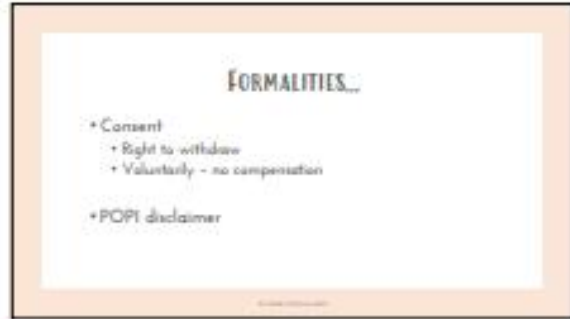 FORMALITIES...
• Consent
• Right to withdraw
• Voluntarily – no compensation
• POPI disclaimer